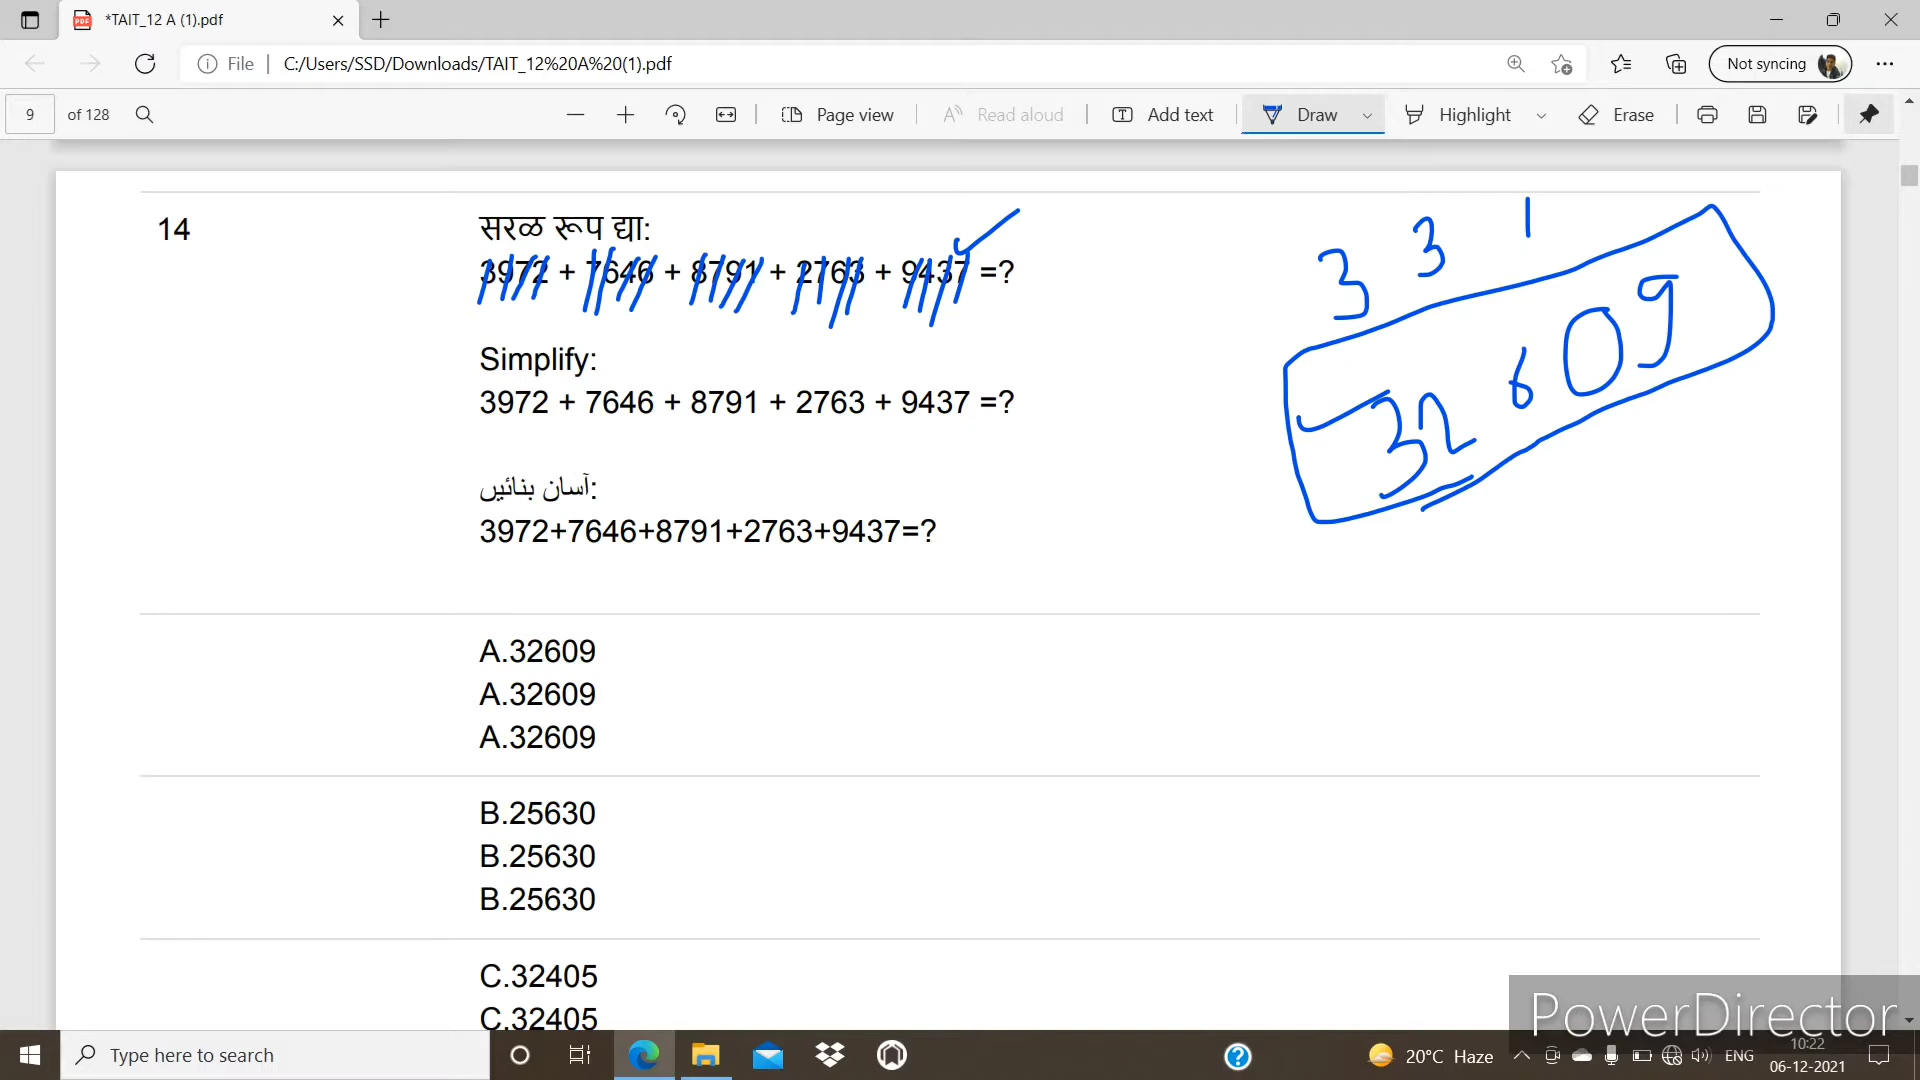 *TAIT_12 A (1).pdf
File
C:/Users/SSD/Downloads/TAIT_12%20A%20(1).pdf
Not syncing
9 of 128
Page view
Read aloud
Add text
Draw
Highlight
Erase
14
सरळ रूप द्या:
3972 + 7646 + 8791 + 2763 + 9437 =?
3 3 1
32609
Simplify:
3972 + 7646 + 8791 + 2763 + 9437 =?
آسان بنائیں:
3972+7646+8791+2763+9437=?
A.32609
A.32609
A.32609
B.25630
B.25630
B.25630
C.32405
C.32405
PowerDirector
Type here to search
20°C Haze
ENG
10:22
06-12-2021